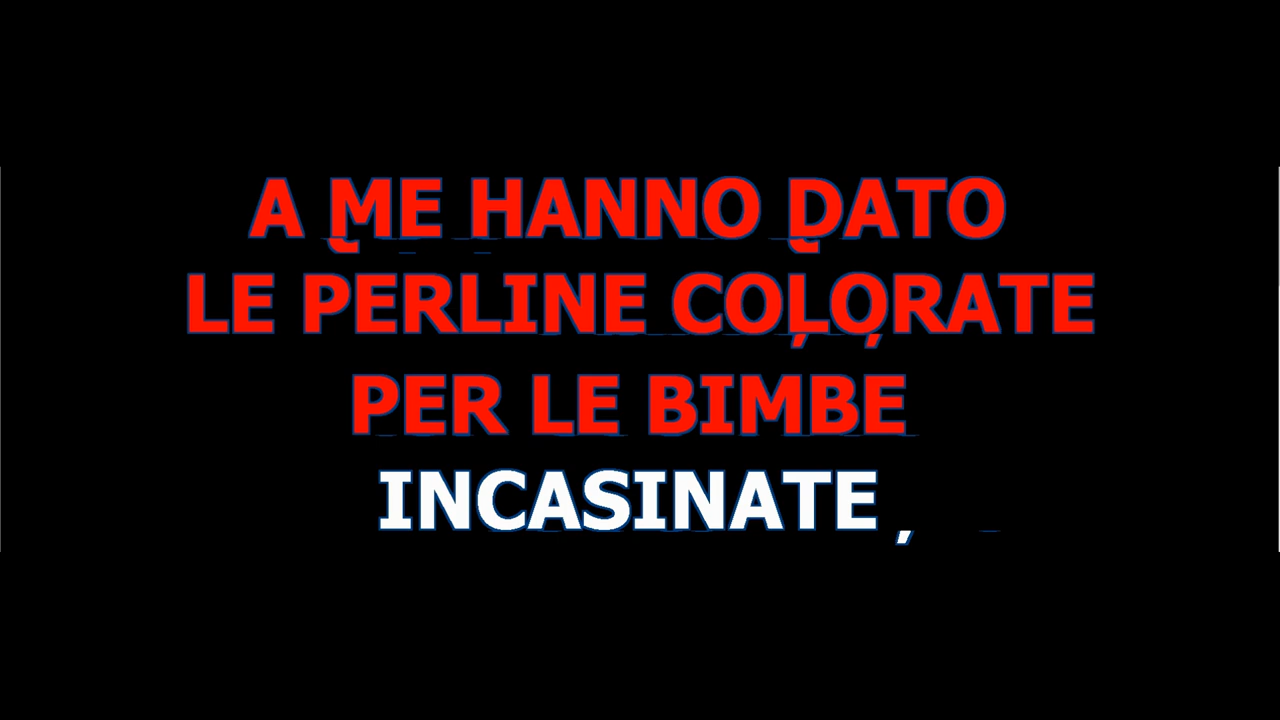 A ME HANNO DATO
LE PERLINE COLORATE
PER LE BIMBE
INCASINATE